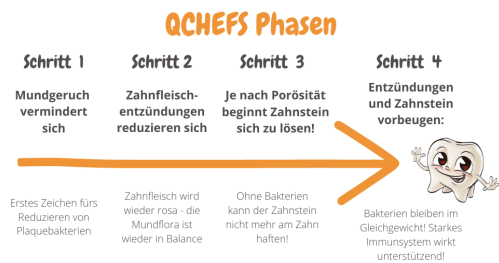 QCHEFS Phasen
Schritt 1
Mundgeruch
vermindert
sich
Erstes Zeichen fürs
Reduzieren von
Plaquebakterien
Schritt 2
Zahnfleisch-
entzündungen
reduzieren sich
Zahnfleisch wird
wieder rosa - die
Mundflora ist
wieder in Balance
Schritt 3
Je nach Porösität
beginnt Zahnstein
sich zu lösen!
Ohne Bakterien
kann der Zahnstein
nicht mehr am Zahn
haften!
Schritt 4
Entzündungen
und Zahnstein
vorbeugen:
Bakterien bleiben im
Gleichgewicht! Starkes
Immunsystem wirkt
unterstützend!